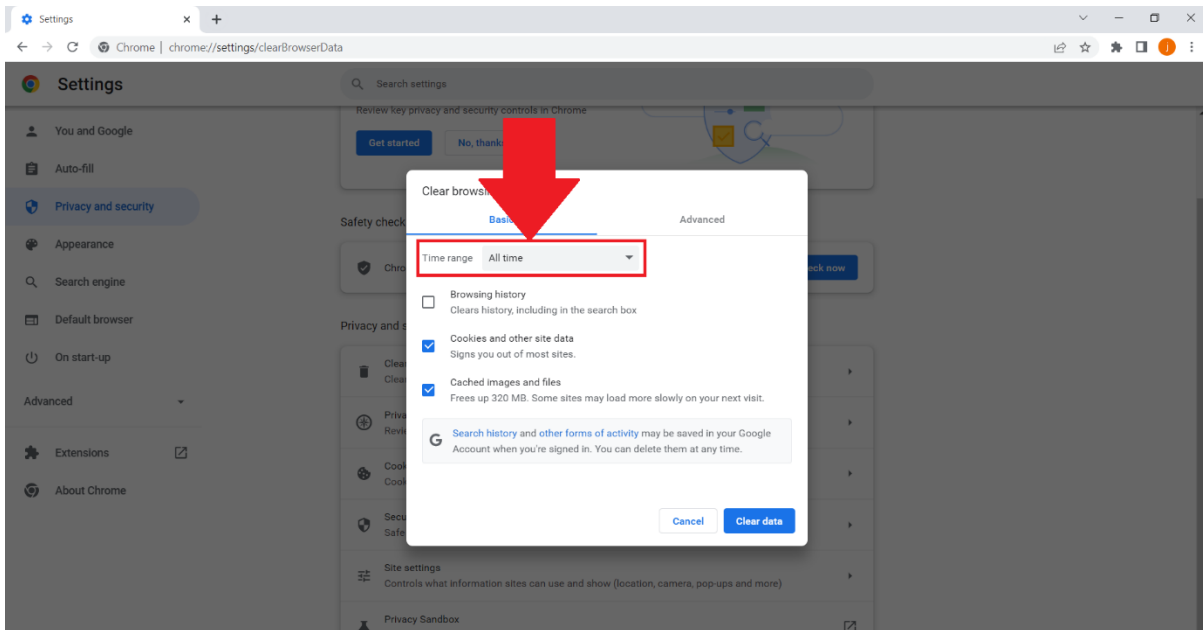 Settings
Chrome | chrome://settings/clearBrowserData
j
Settings
Search settings
You and Google
Auto-fill
Privacy and security
Appearance
Search engine
Default browser
On start-up
Advanced
Extensions
About Chrome
Review key privacy and security controls in Chrome
Get started
No,
Safety check
Privacy and
Site settings
Controls what information sites can use and show (location, camera, pop-ups and more)
Privacy Sandbox
now
Clear
Advanced
Time range All time
Browsing history
Clears history, including in the search box
Cookies and other site data
Signs you out of most sites.
Cached images and files
Frees up 320 MB. Some sites may load more slowly on your next visit.
G Search history and other forms of activity may be saved in your Google
Account when you're signed in. You can delete them at any time.
Cancel
Clear data